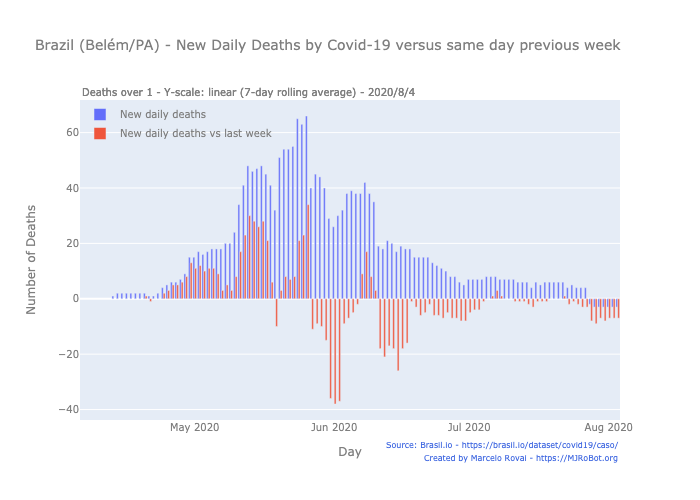 Brazil (Belém/PA) - New Daily Deaths by Covid-19 versus same day previous week
Deaths over 1 - Y-scale: linear (7-day rolling average) - 2020/8/4
New daily deaths
New daily deaths vs last week
Number of Deaths
60
40
20
0
−20
−40
May 2020
Jun 2020
Jul 2020
Aug 2020
Day
Source: Brasil.io - https://brasil.io/dataset/covid19/caso/
Created by Marcelo Rovai - https://MJRoBot.org